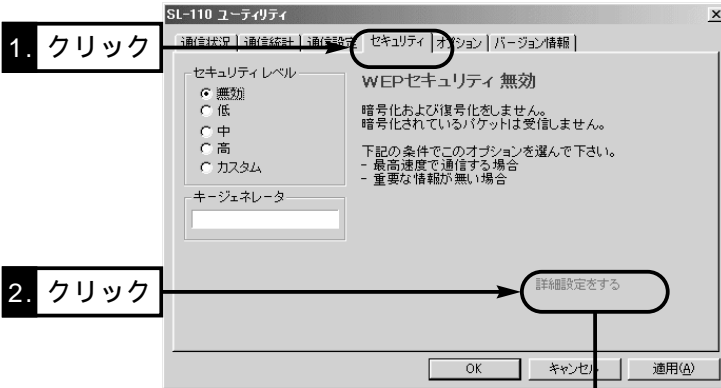 SL-110 ユーティリティ
1. クリック
通信状況 通信統計 通信設定 セキュリティ オプション バージョン情報
セキュリティ レベル
無効
低
中
高
カスタム
キージェネレータ
WEPセキュリティ 無効
暗号化および復号化をしません。
暗号化されているパケットは受信しません。
下記の条件でこのオプションを選んで下さい。
- 最高速度で通信する場合
- 重要な情報が無い場合
2. クリック
詳細設定をする
OK キャンセル 適用(A)